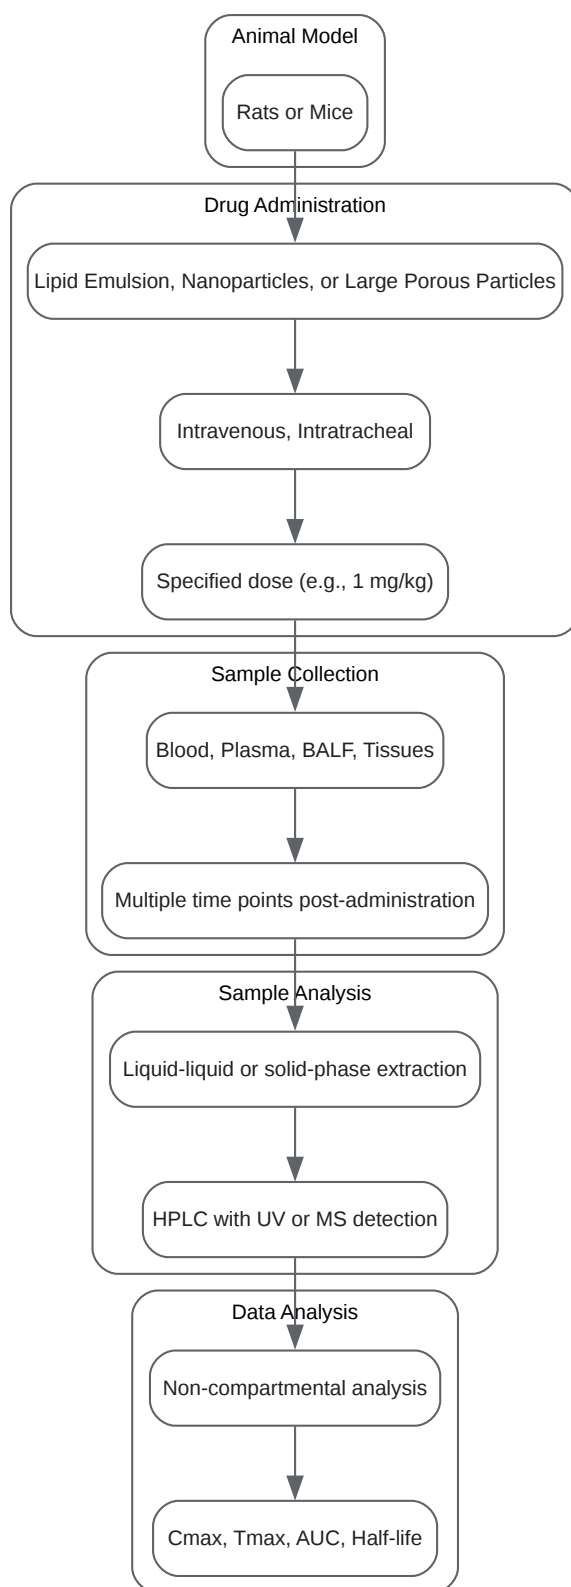 Animal Model
Rats or Mice
Drug Administration
Lipid Emulsion, Nanoparticles, or Large Porous Particles
Intravenous, Intratracheal
Specified dose (e.g., 1 mg/kg)
Sample Collection
Blood, Plasma, BALF, Tissues
Multiple time points post-administration
Sample Analysis
Liquid-liquid or solid-phase extraction
HPLC with UV or MS detection
Data Analysis
Non-compartmental analysis
Cmax, Tmax, AUC, Half-life